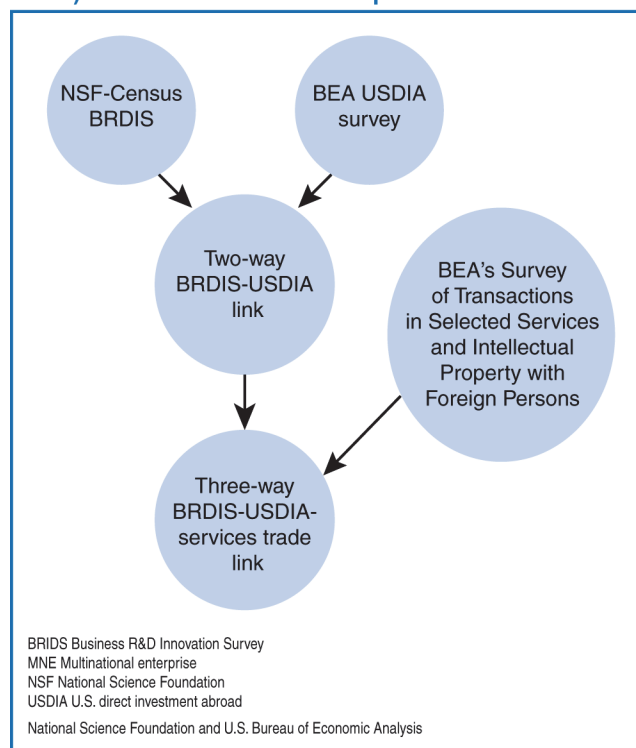 NSF-Census
BRDIS
BEA USDIA
survey
Two-way
BRDIS-USDIA
link
BEA's Survey
of Transactions
in Selected Services
and Intellectual
Property with
Foreign Persons
Three-way
BRDIS-USDIA-
services trade
link
BRIDS Business R&D Innovation Survey
MNE Multinational enterprise
NSF National Science Foundation
USDIA U.S. direct investment abroad
National Science Foundation and U.S. Bureau of Economic Analysis